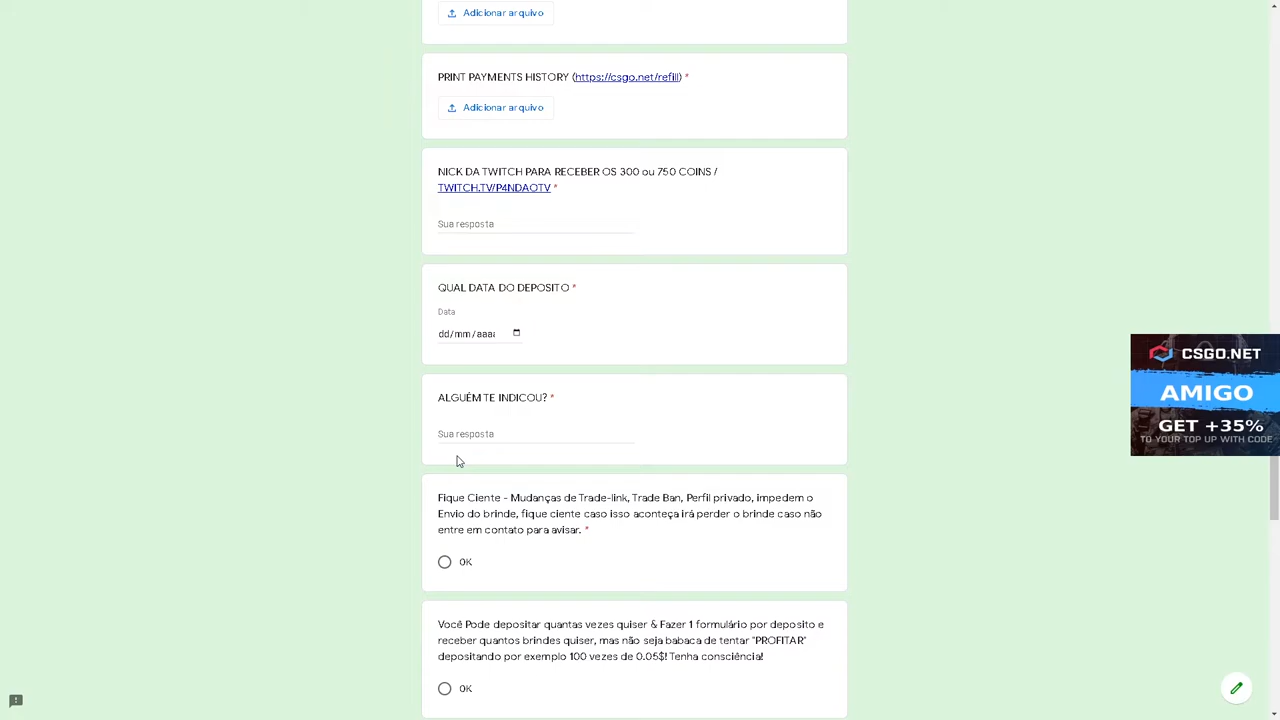 Adicionar arquivo
PRINT PAYMENTS HISTORY (https://csgo.net/refill) *
Adicionar arquivo
NICK DA TWITCH PARA RECEBER OS 300 ou 750 COINS /
TWITCH.TV/P4NDAOTV *
Sua resposta
QUAL DATA DO DEPOSITO *
Data
dd/mm/aaaa
ALGUÉM TE INDICOU? *
Sua resposta
Fique Ciente - Mudanças de Trade-link, Trade Ban, Perfil privado, impedem o
Envio do brinde, fique ciente caso isso aconteça irá perder o brinde caso não
entre em contato para avisar. *
OK
Você Pode depositar quantas vezes quiser & Fazer 1 formulário por deposito e
receber quantos brindes quiser, mas não seja babaca de tentar "PROFITAR"
depositando por exemplo 100 vezes de 0.05$! Tenha consciência!
OK
CSGO.NET
AMIGO
GET +35%
TO YOUR TOP UP WITH CODE